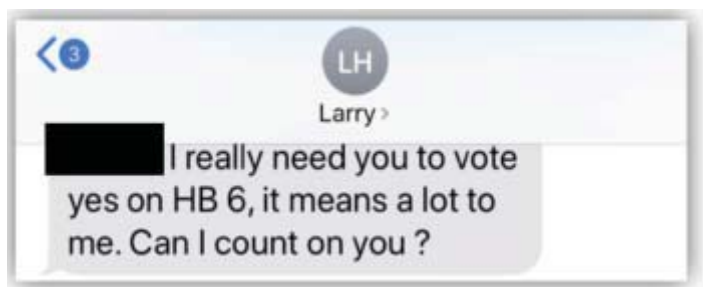 3
LH
Larry >
I really need you to vote
yes on HB 6, it means a lot to
me. Can I count on you ?